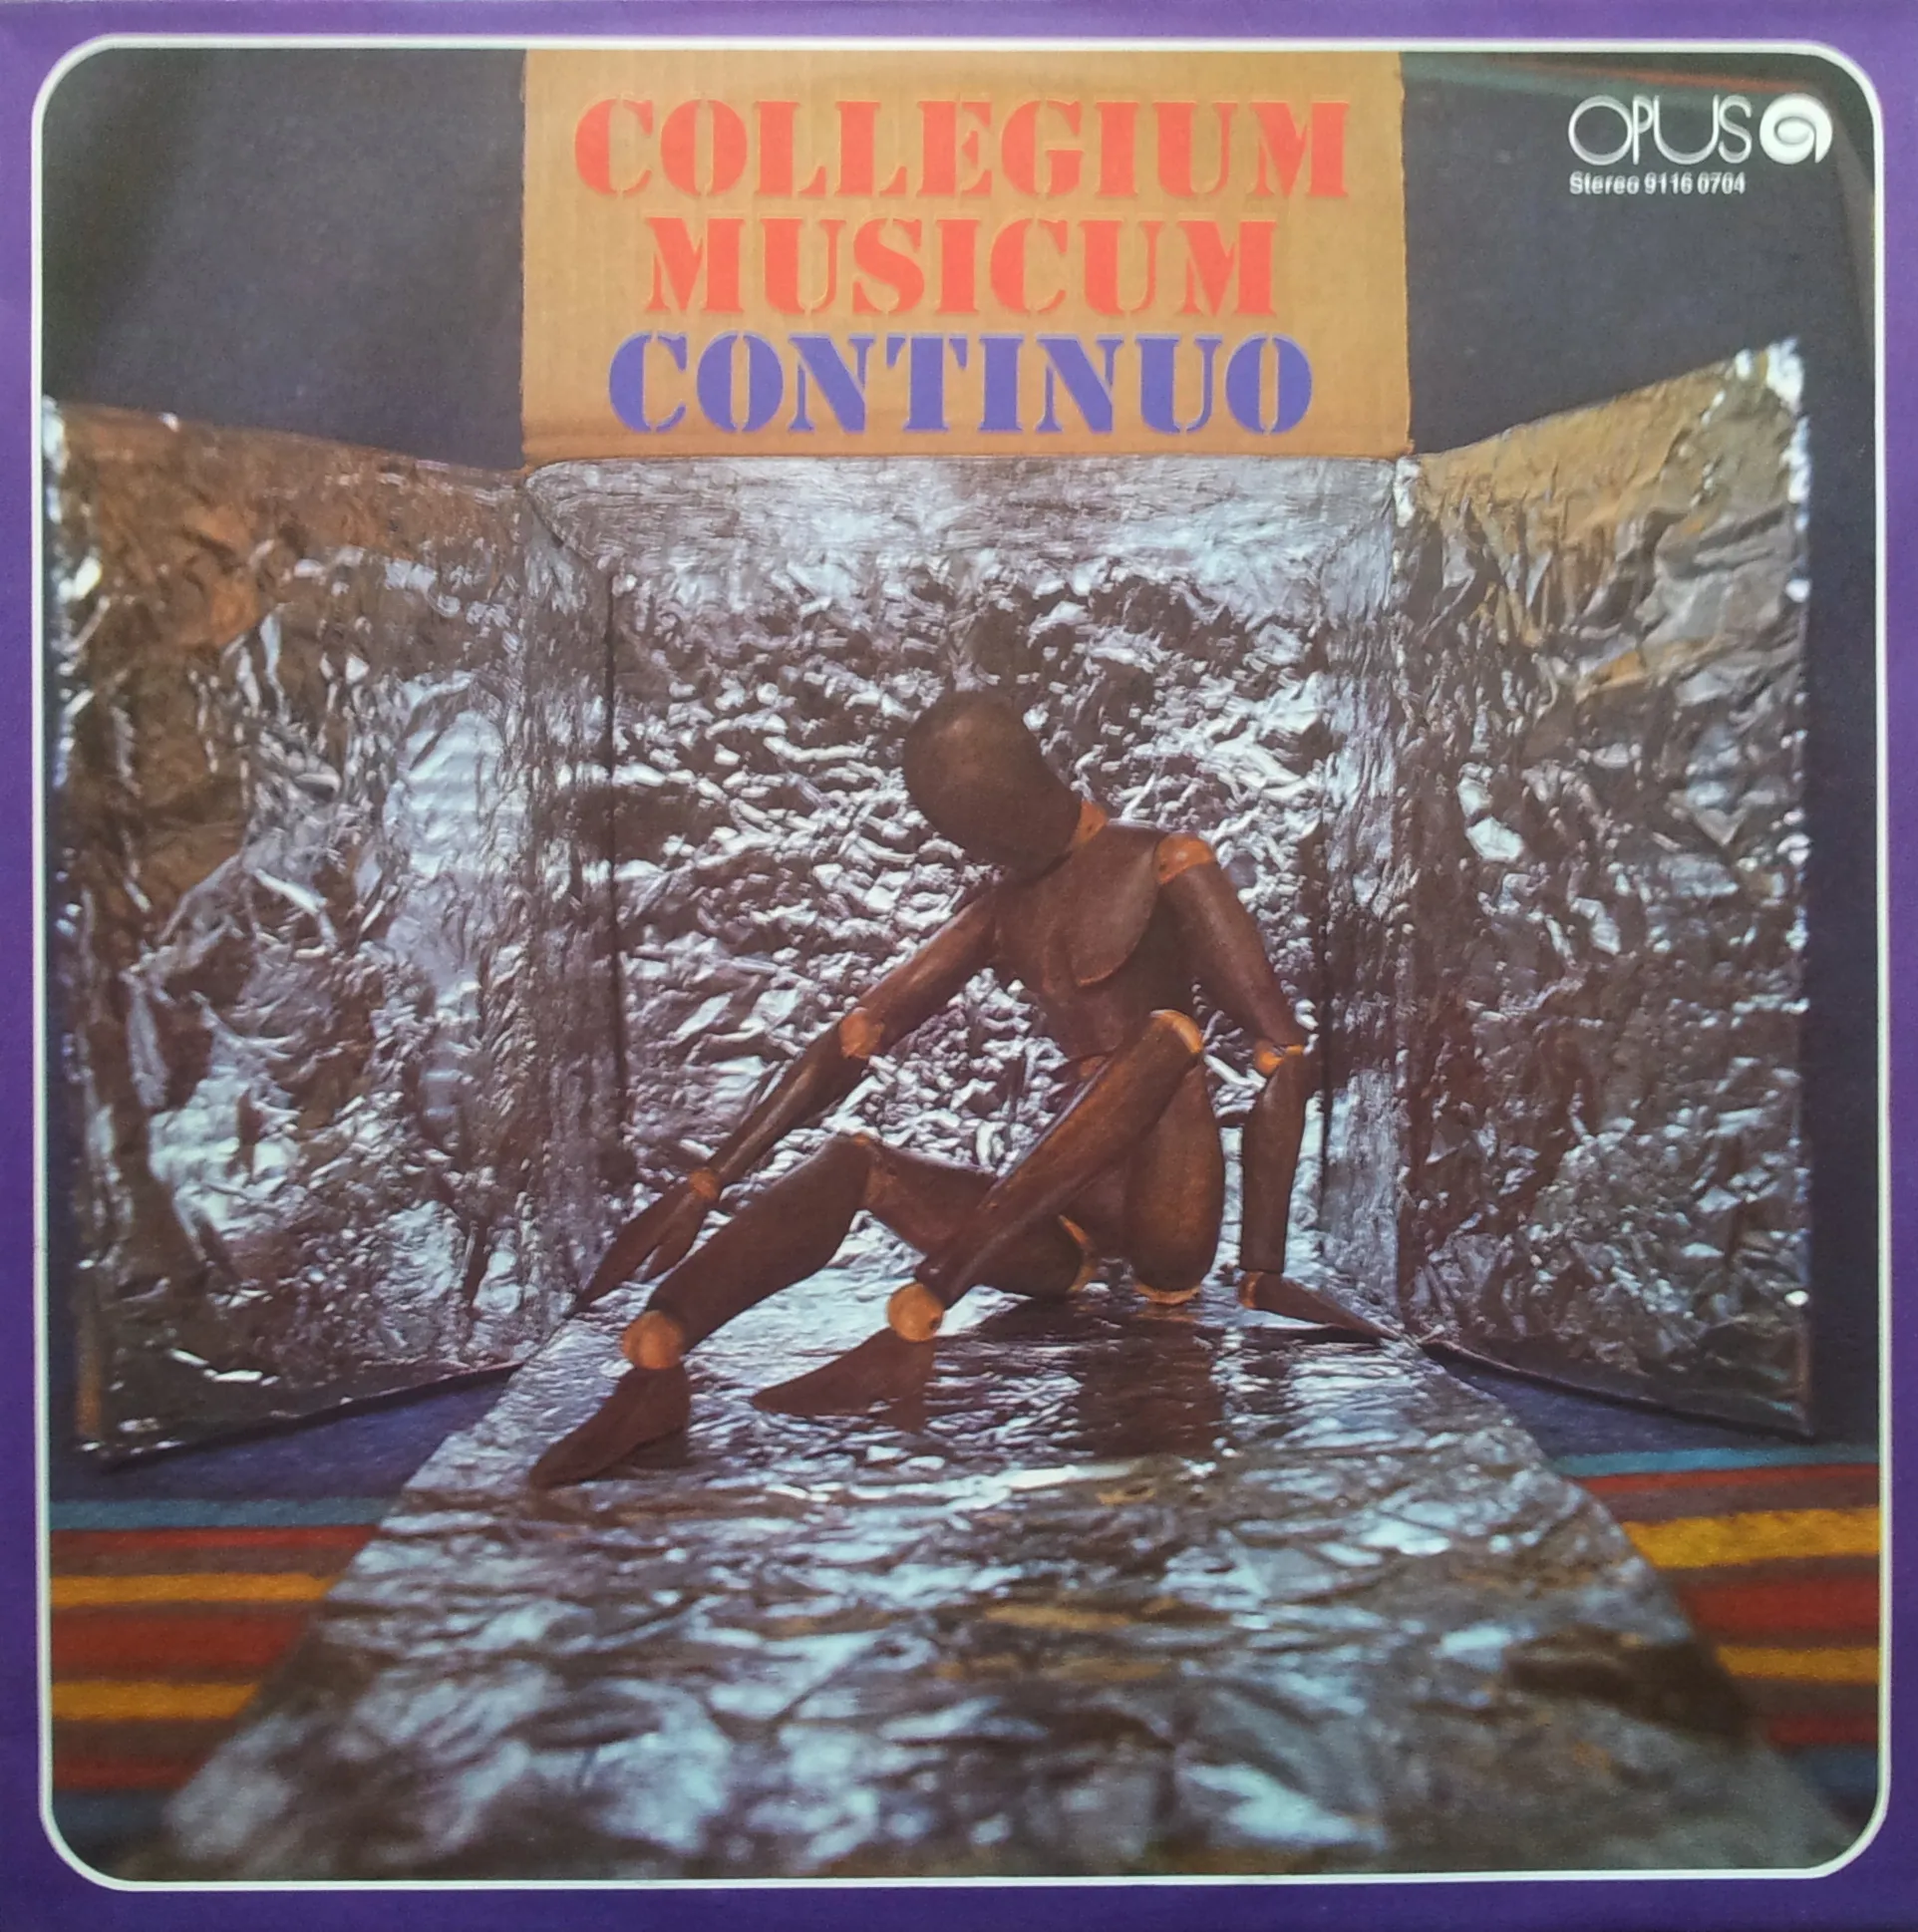 COLLEGIUM
MUSICUM
CONTINUO
OPUS
Stereo 9116 0704